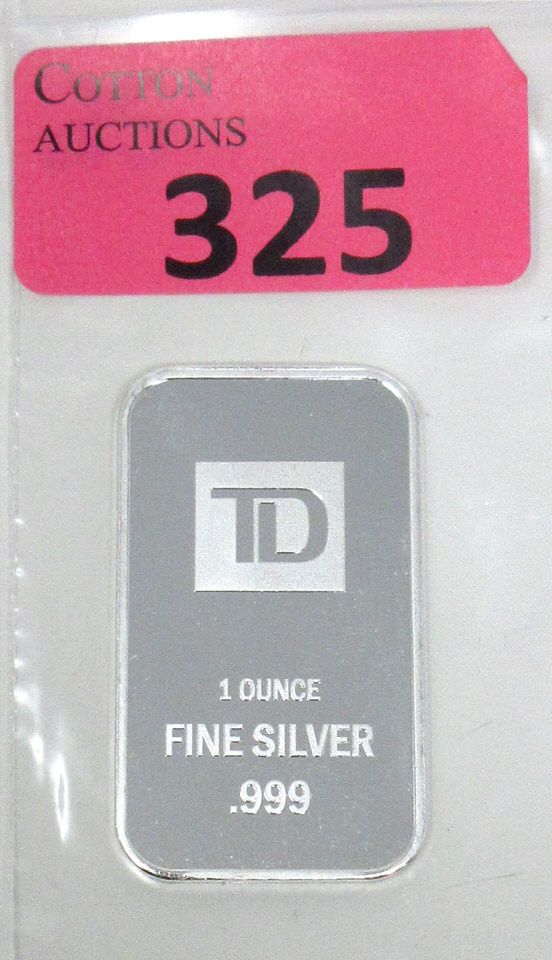 COTTON
AUCTIONS
325
TD
1 OUNCE
FINE SILVER
.999